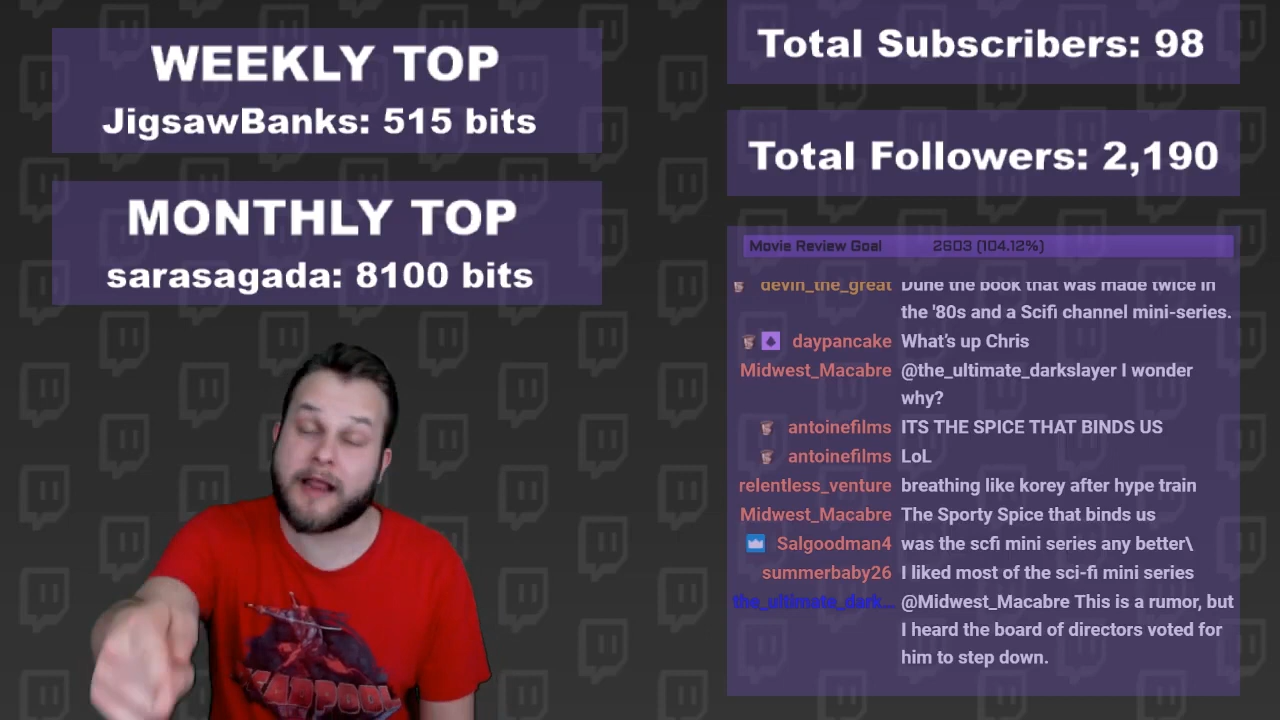 WEEKLY TOP
JigsawBanks: 515 bits
MONTHLY TOP
sarasagada: 8100 bits
Total Subscribers: 98
Total Followers: 2,190
Movie Review Goal 2603 (104.12%)
devin_the_great Dune the book that was made twice in
the '80s and a Scifi channel mini-series.
daypancake What's up Chris
Midwest_Macabre @the_ultimate_darkslayer I wonder
why?
antoinefilms ITS THE SPICE THAT BINDS US
antoinefilms LoL
relentless_venture breathing like korey after hype train
Midwest_Macabre The Sporty Spice that binds us
Salgoodman4 was the scfi mini series any better\
summerbaby26 I liked most of the sci-fi mini series
the_ultimate_dark... @Midwest_Macabre This is a rumor, but
I heard the board of directors voted for
him to step down.
DEADPOOL